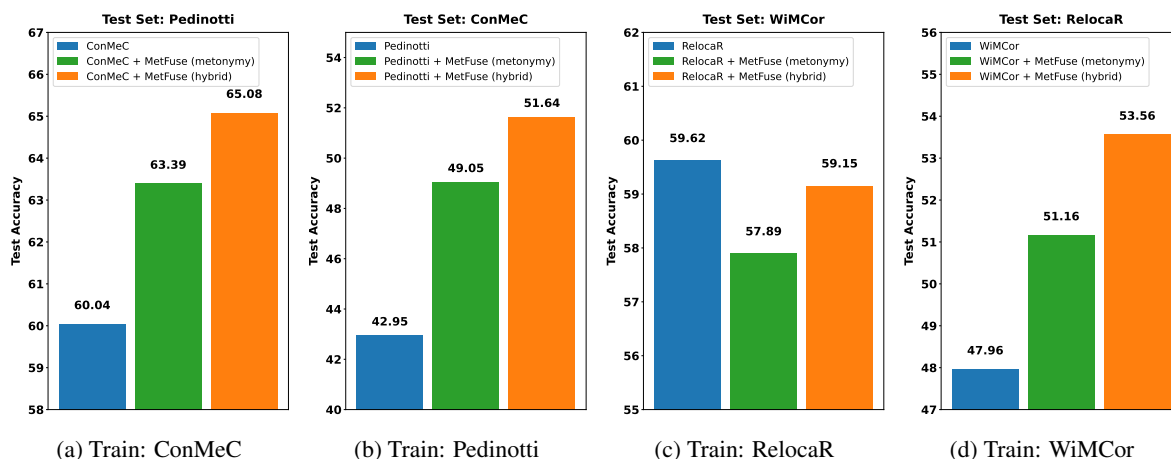 Test Set: Pedinotti
67
66
65
64
63
62
61
60
59
58
Test Accuracy
ConMeC
ConMeC + MetFuse (metonymy)
ConMeC + MetFuse (hybrid)
60.04
63.39
65.08
(a) Train: ConMeC
Test Set: ConMeC
54
52
50
48
46
44
42
40
Test Accuracy
Pedinotti
Pedinotti + MetFuse (metonymy)
Pedinotti + MetFuse (hybrid)
42.95
49.05
51.64
(b) Train: Pedinotti
Test Set: WiMCor
62
61
60
59
58
57
56
55
Test Accuracy
RelocaR
RelocaR + MetFuse (metonymy)
RelocaR + MetFuse (hybrid)
59.62
57.89
59.15
(c) Train: RelocaR
Test Set: RelocaR
56
55
54
53
52
51
50
49
48
47
Test Accuracy
WiMCor
WiMCor + MetFuse (metonymy)
WiMCor + MetFuse (hybrid)
47.96
51.16
53.56
(d) Train: WiMCor